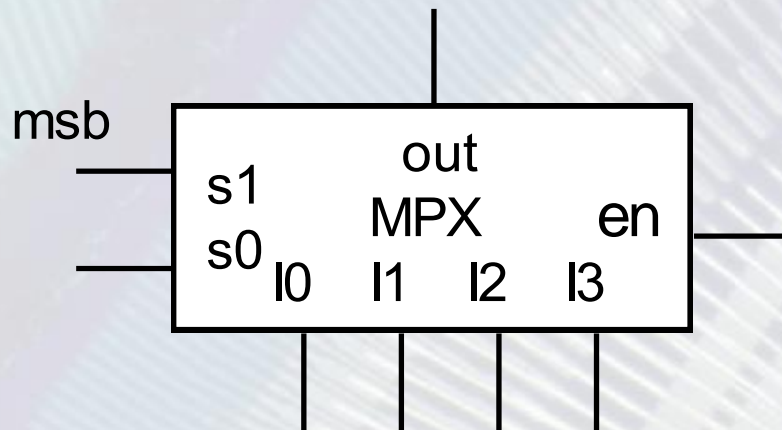 msb
out
s1
MPX
en
s0
I0 I1 I2 I3